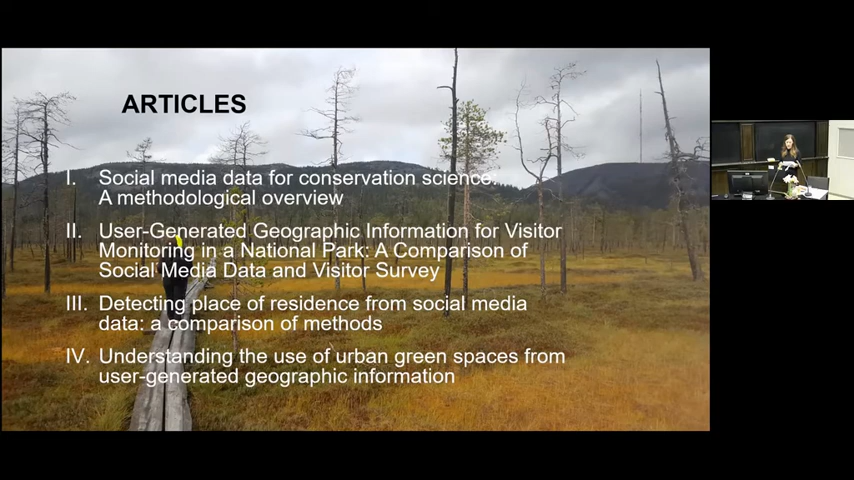 ARTICLES
I. Social media data for conservation science:
A methodological overview
II. User-Generated Geographic Information for Visitor
Monitoring in a National Park: A Comparison of
Social Media Data and Visitor Survey
III. Detecting place of residence from social media
data: a comparison of methods
IV. Understanding the use of urban green spaces from
user-generated geographic information